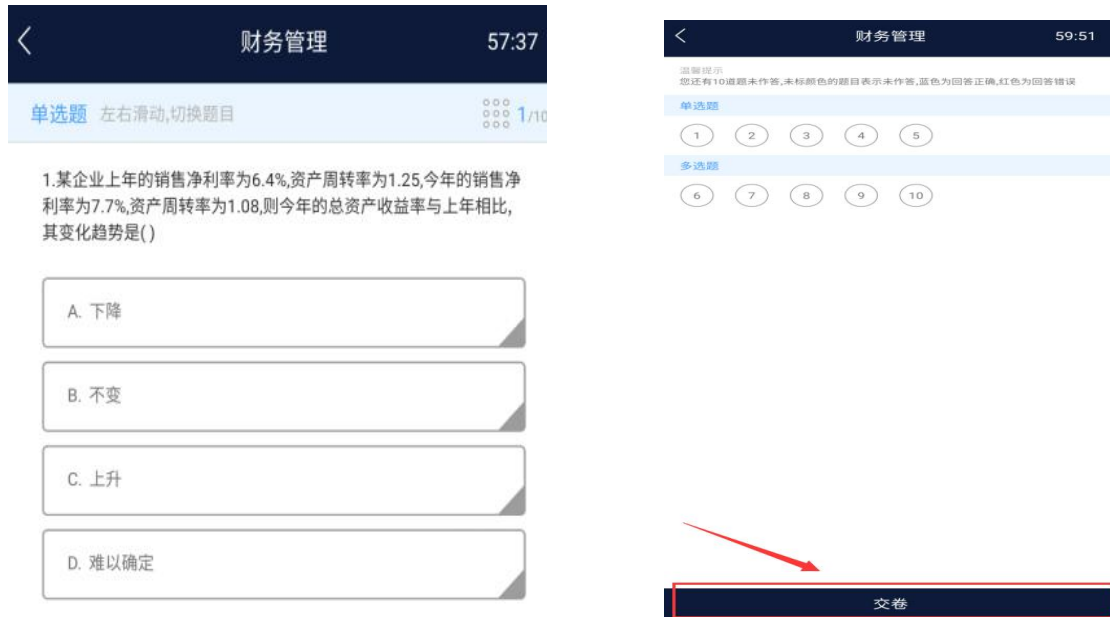 财务管理
57:37
单选题 左右滑动,切换题目
1/10
1.某企业上年的销售净利率为6.4%,资产周转率为1.25,今年的销售净
利率为7.7%,资产周转率为1.08,则今年的总资产收益率与上年相比,
其变化趋势是( )
A. 下降
B. 不变
C. 上升
D. 难以确定
财务管理
59:51
温馨提示
您还有10道题未作答,未标颜色的题目表示未作答,蓝色为回答正确,红色为回答错误
单选题
1 2 3 4 5
多选题
6 7 8 9 10
交卷